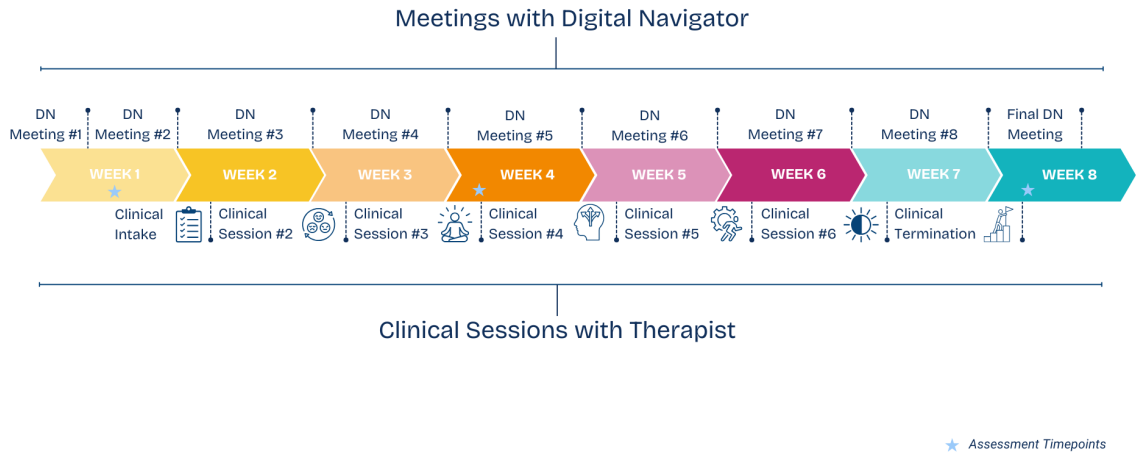 Meetings with Digital Navigator
DN
Meeting #1
DN
Meeting #2
DN
Meeting #3
DN
Meeting #4
DN
Meeting #5
DN
Meeting #6
DN
Meeting #7
DN
Meeting #8
Final DN
Meeting
WEEK 1
WEEK 2
WEEK 3
WEEK 4
WEEK 5
WEEK 6
WEEK 7
WEEK 8
Clinical
Intake
Clinical
Session #2
Clinical
Session #3
Clinical
Session #4
Clinical
Session #5
Clinical
Session #6
Clinical
Termination
Clinical Sessions with Therapist
Assessment Timepoints